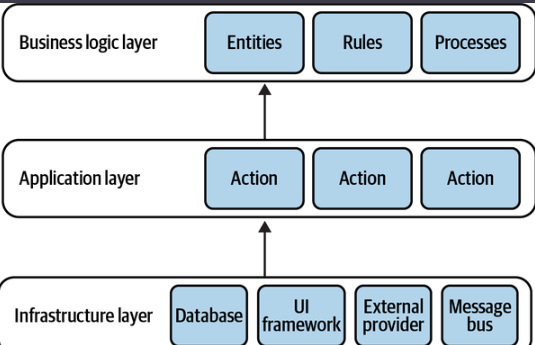 Business logic layer
Entities
Rules
Processes
Application layer
Action
Action
Action
Infrastructure layer
Database
UI
framework
External
provider
Message
bus